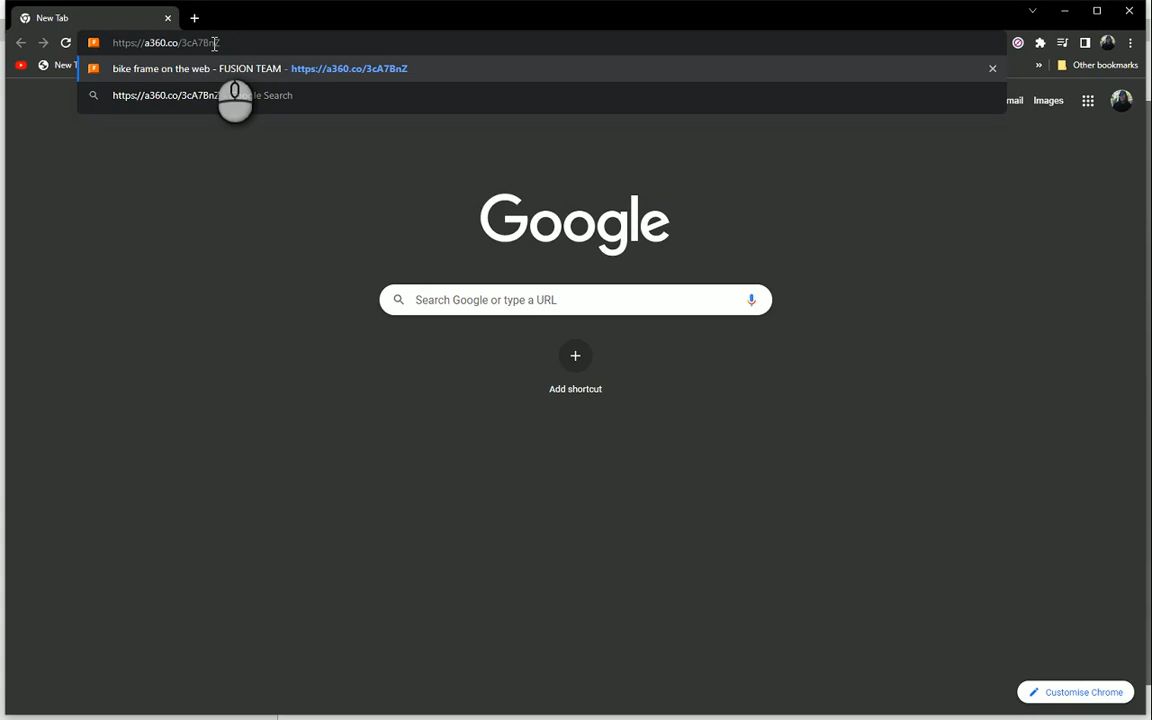 New Tab
https://a360.co/3cA7BnZ
New T
Other bookmarks
bike frame on the web - FUSION TEAM - https://a360.co/3cA7BnZ
https://a360.co/3cA7BnZ Search
mail Images
Google
Search Google or type a URL
Add shortcut
Customise Chrome